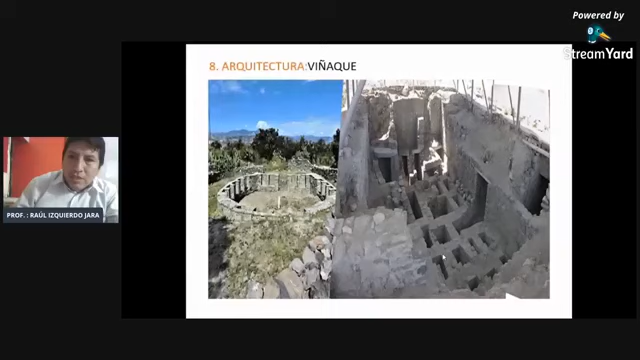 Powered by
StreamYard
8. ARQUITECTURA:VIÑAQUE
PROF. : RAÚL IZQUIERDO JARA